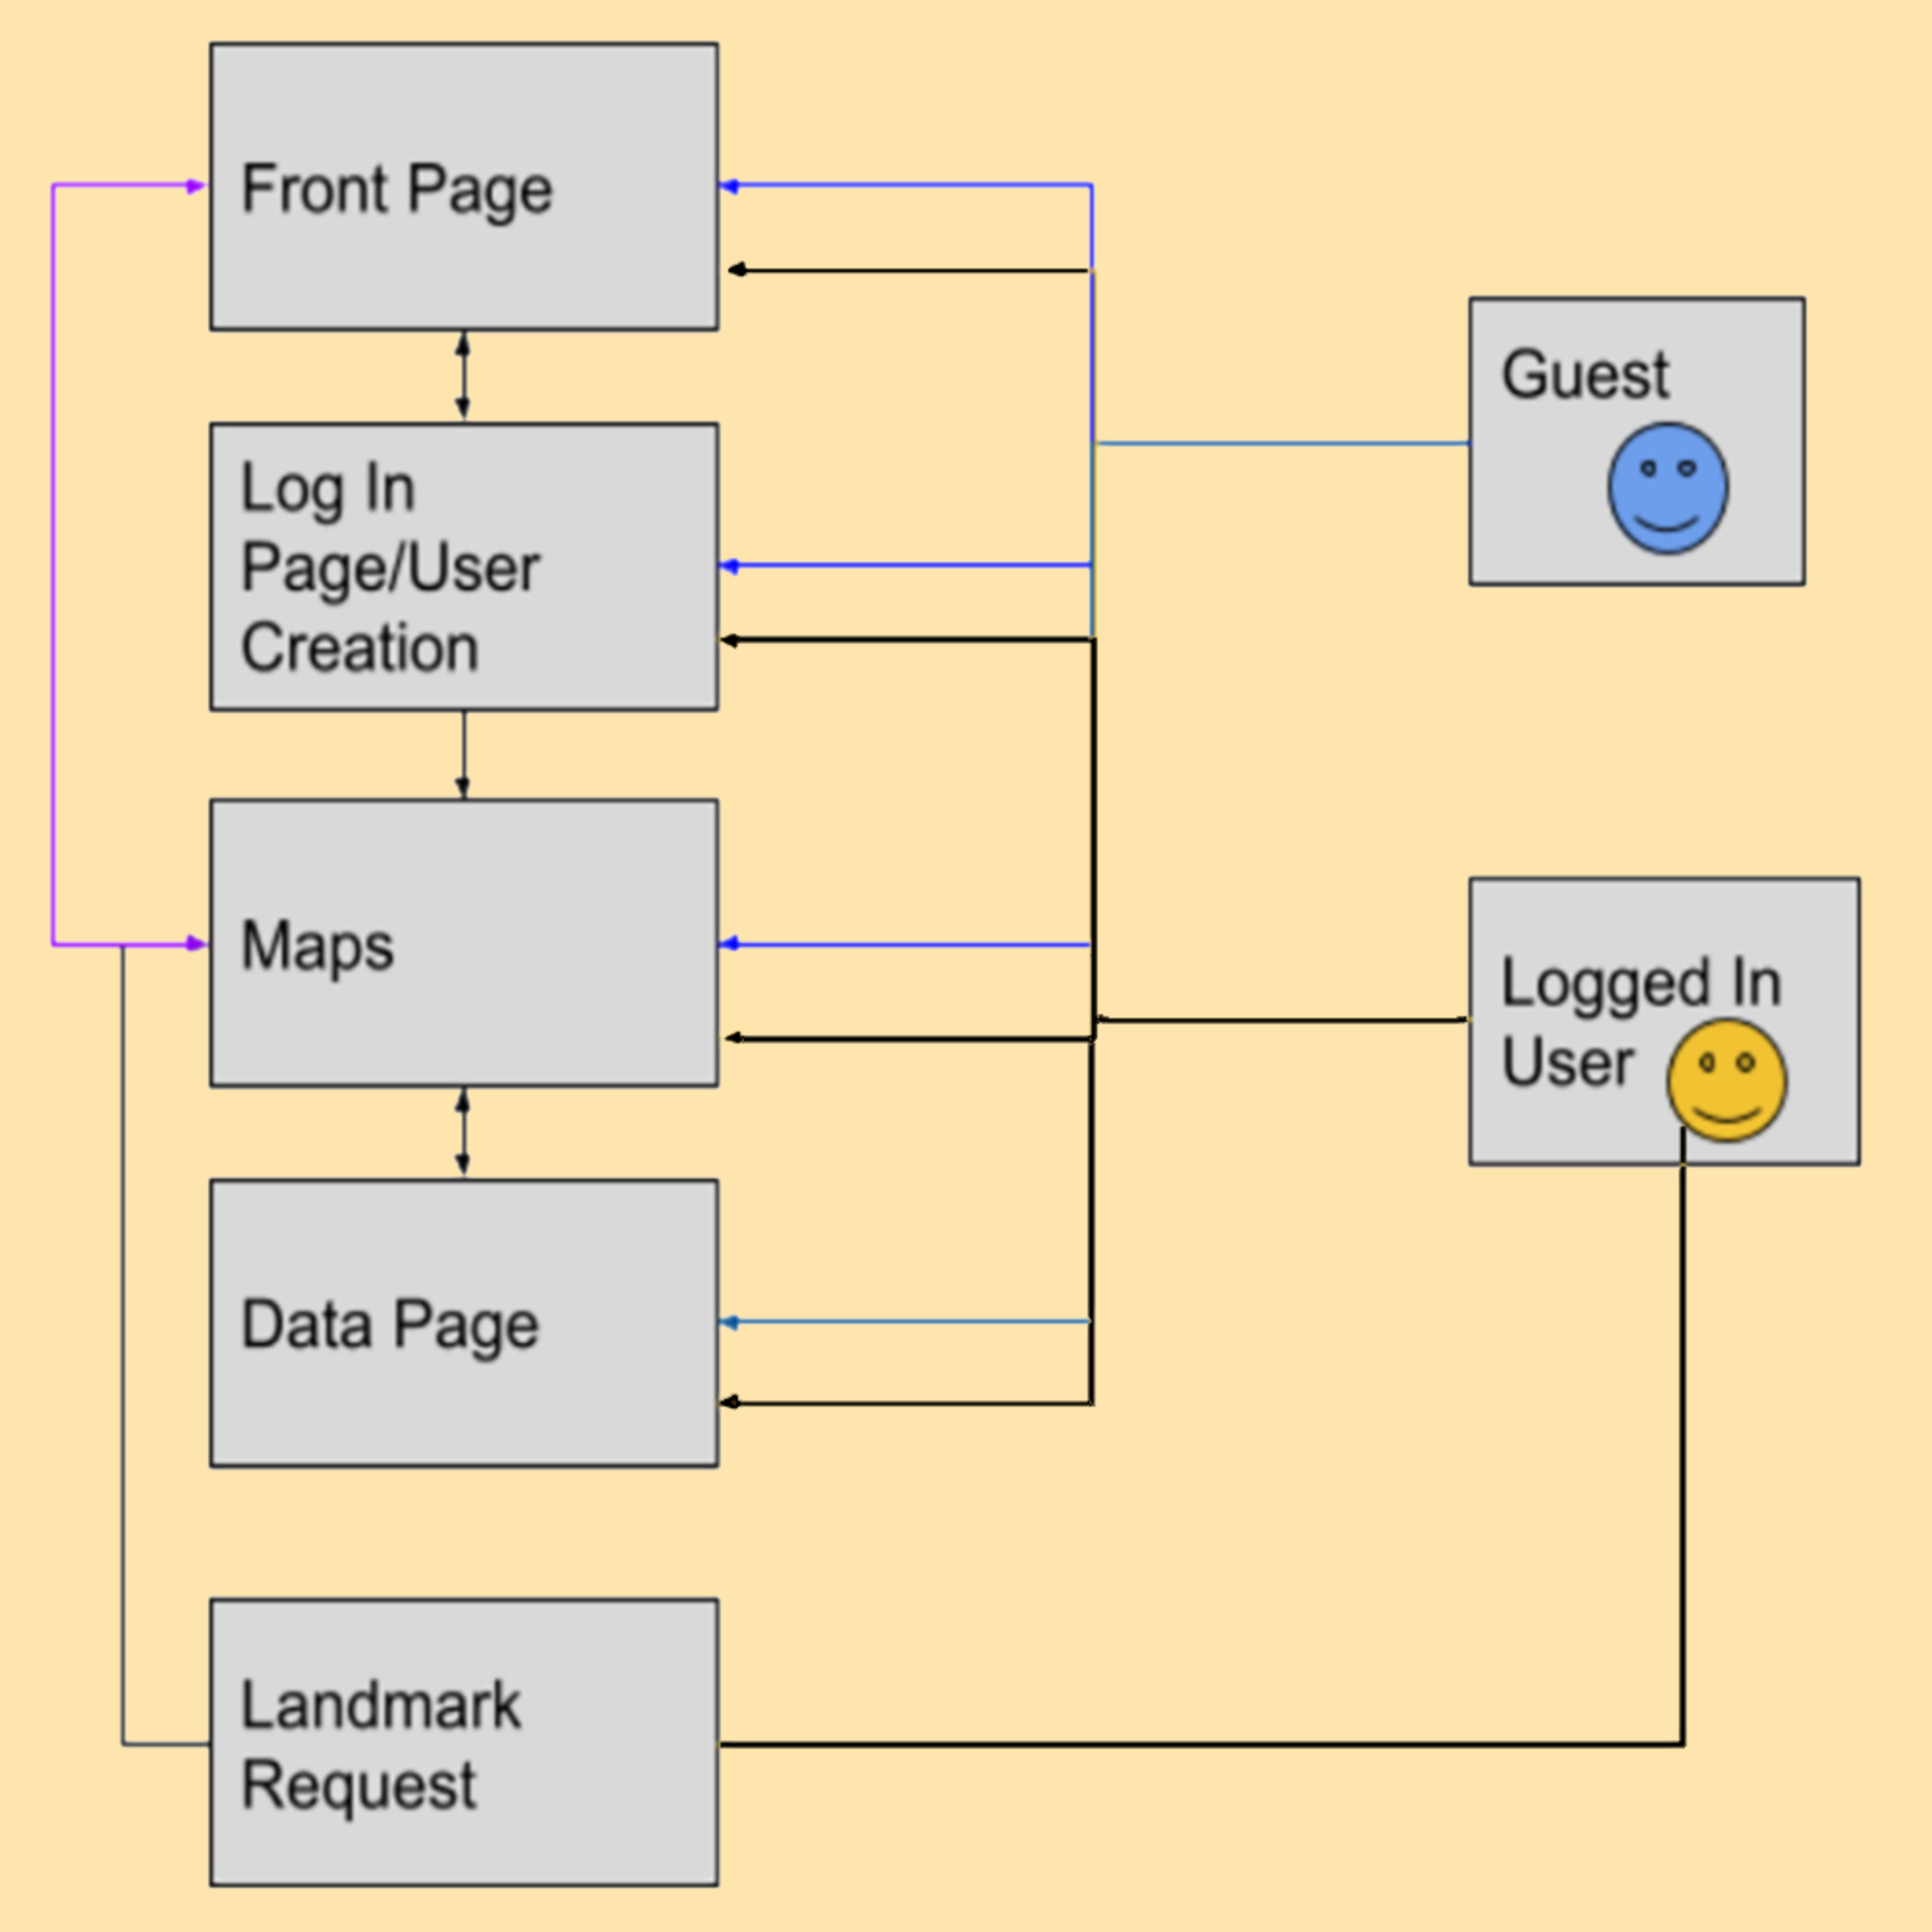 Front Page
Log In
Page/User
Creation
Maps
Data Page
Landmark
Request
Guest
Logged In
User